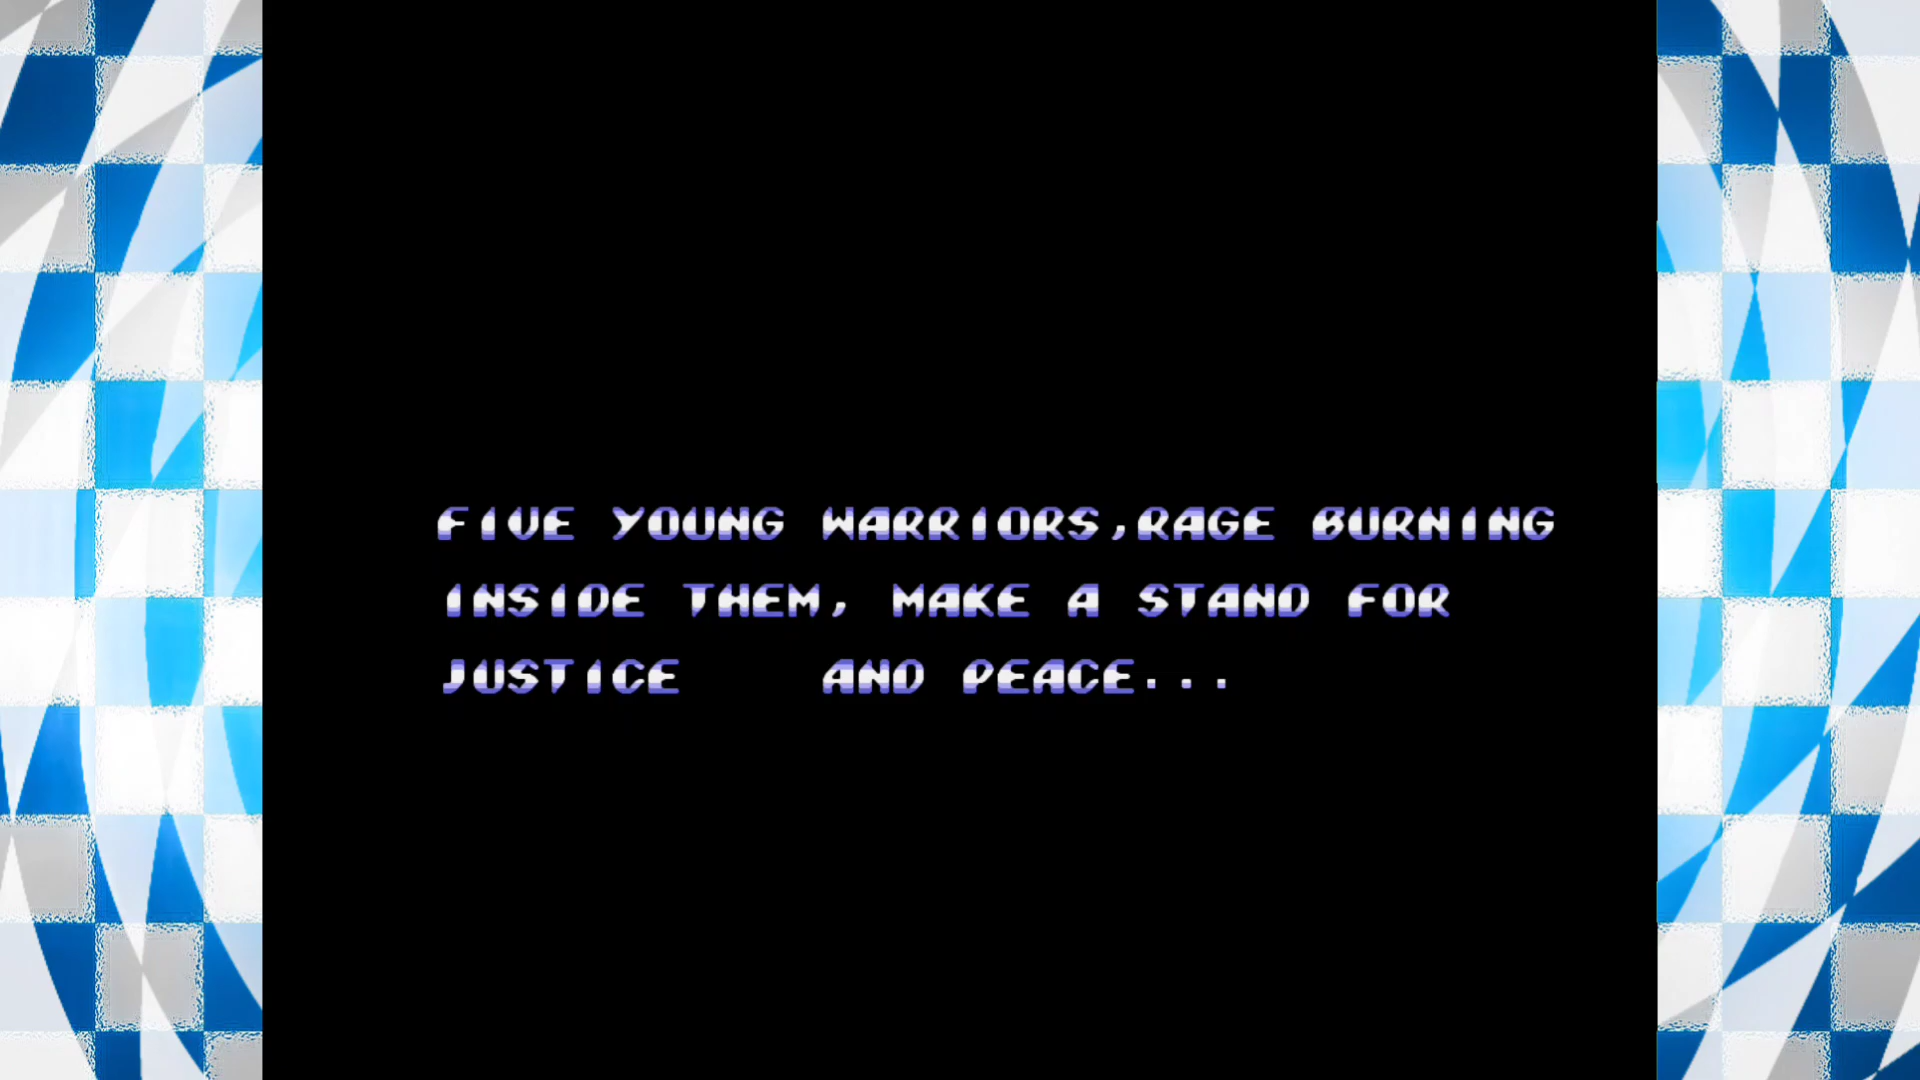 FIVE YOUNG WARRIORS,RAGE BURNING
INSIDE THEM, MAKE A STAND FOR
JUSTICE    AND PEACE...